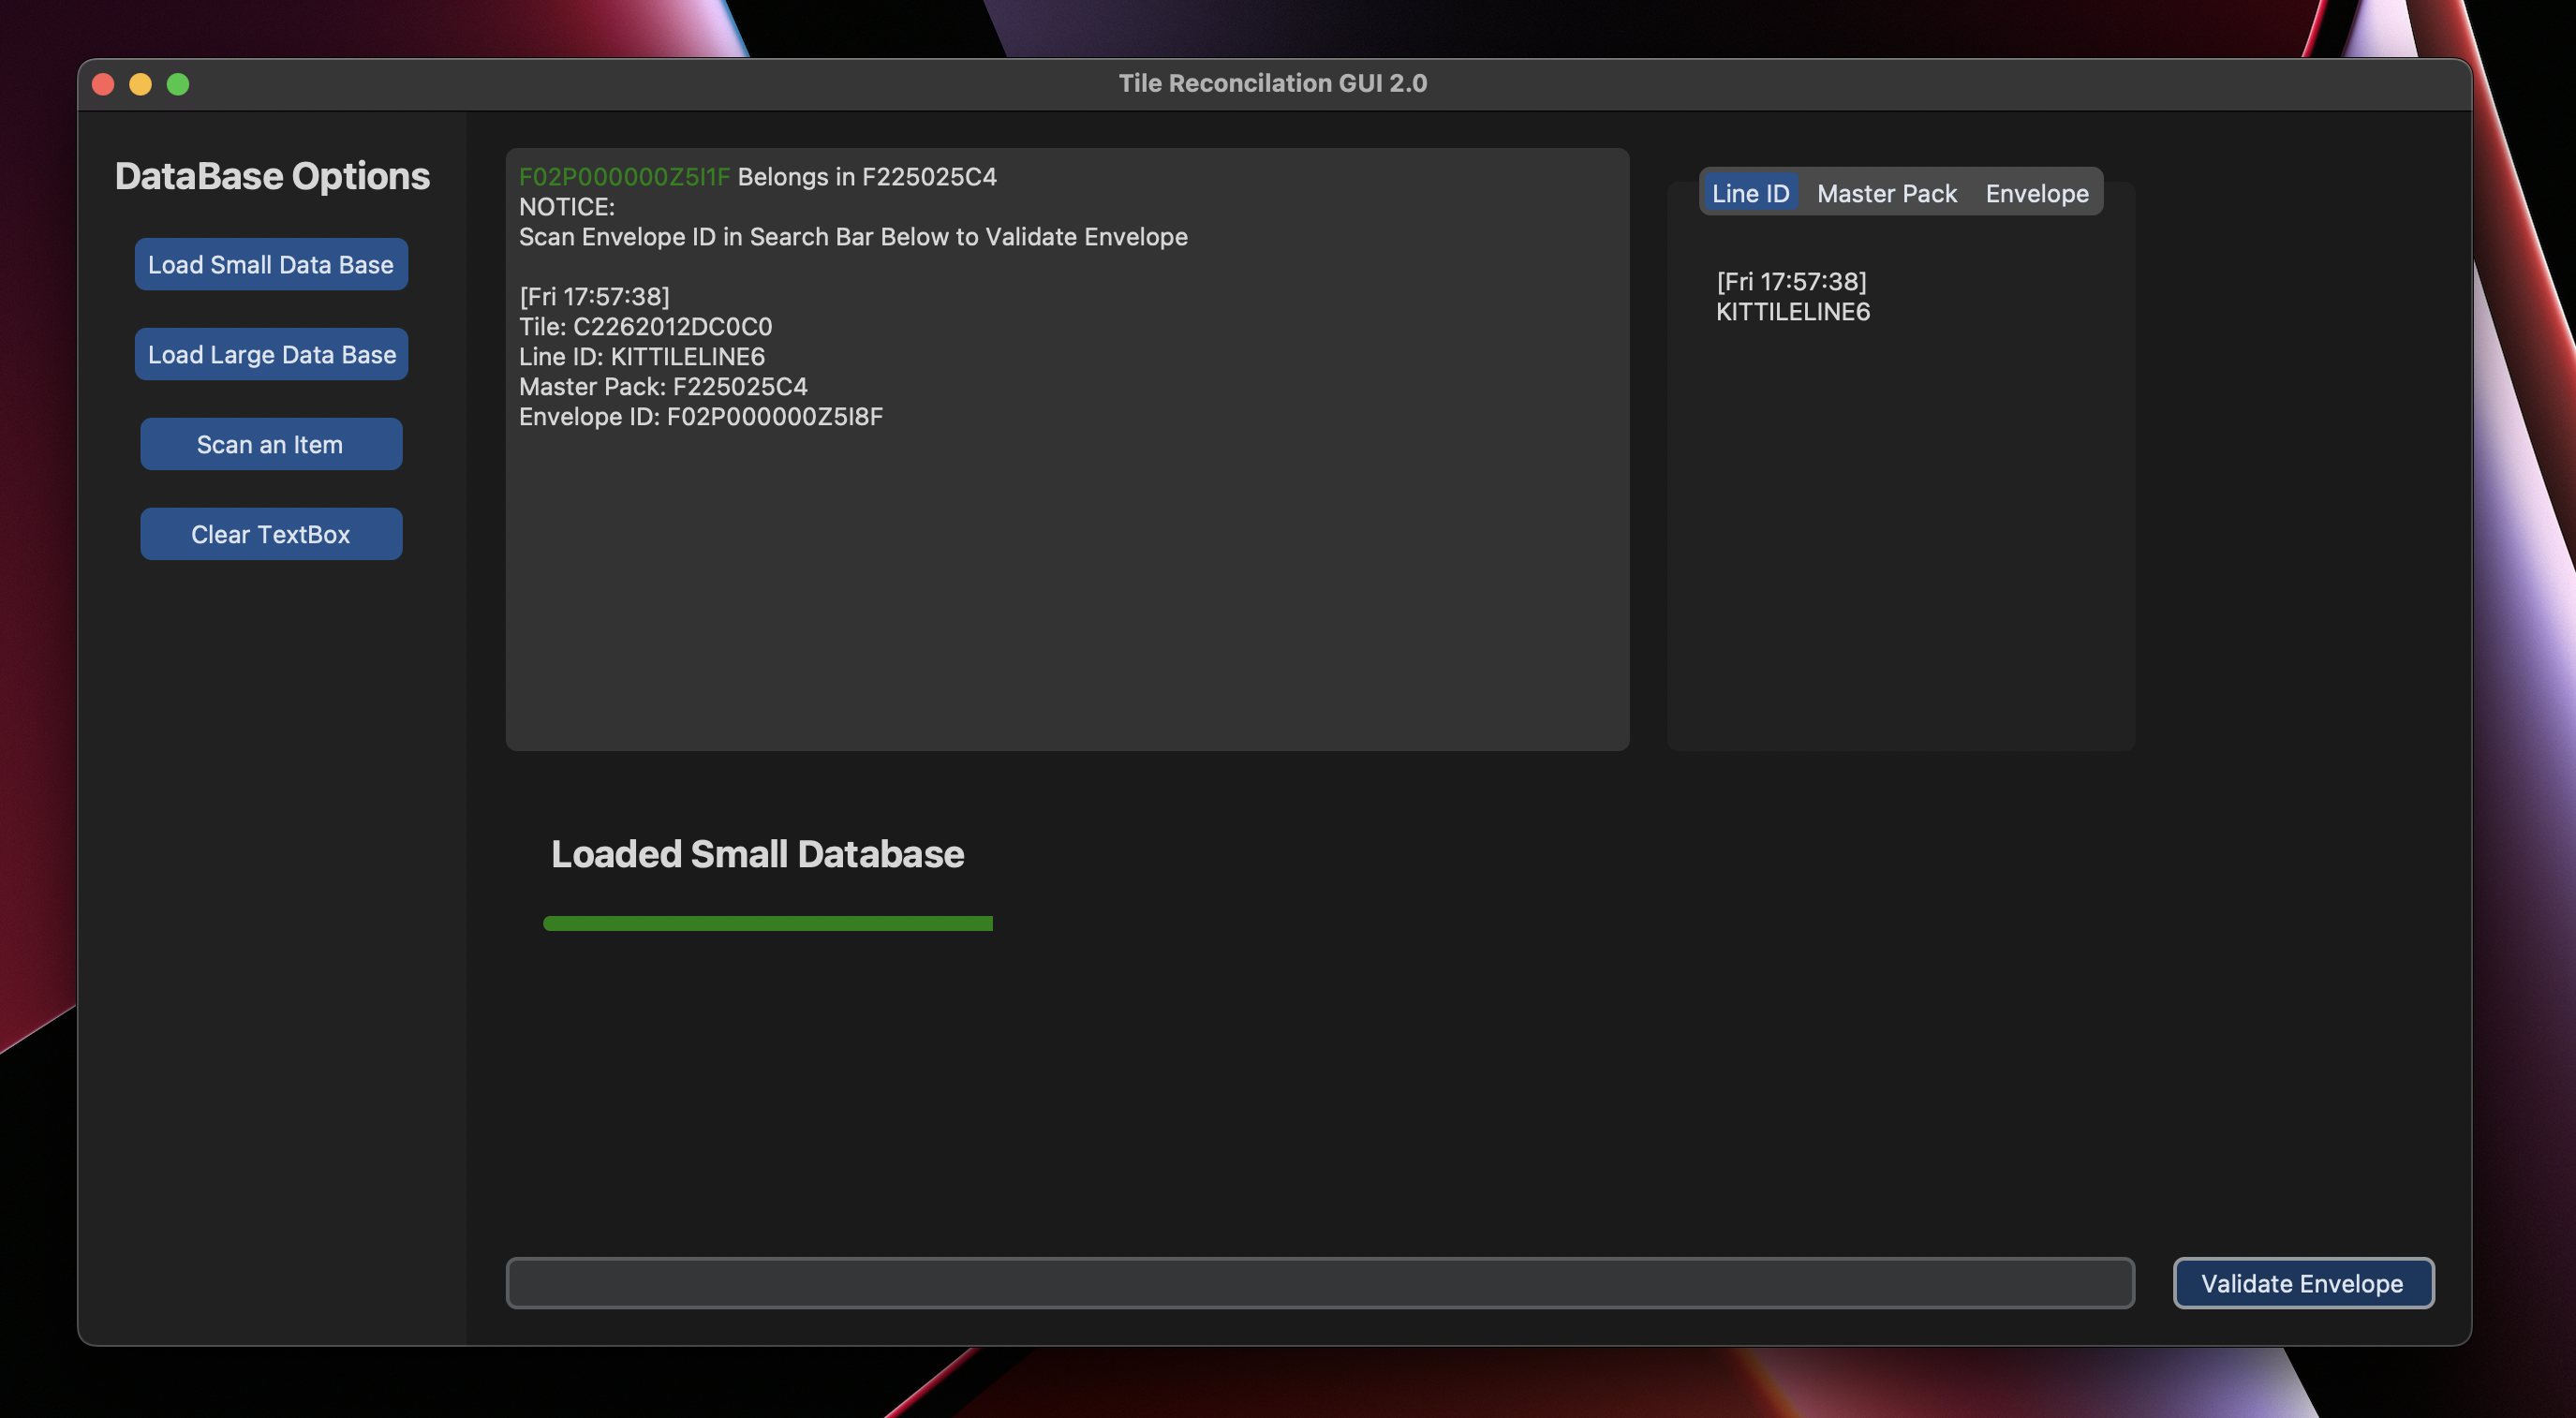 Tile Reconcilation GUI 2.0
DataBase Options
Load Small Data Base
Load Large Data Base
Scan an Item
Clear TextBox
F02P000000Z5I1F Belongs in F225025C4
NOTICE:
Scan Envelope ID in Search Bar Below to Validate Envelope
[Fri 17:57:38]
Tile: C2262012DC0C0
Line ID: KITTILELINE6
Master Pack: F225025C4
Envelope ID: F02P000000Z5I8F
Line ID Master Pack Envelope
[Fri 17:57:38]
KITTILELINE6
Loaded Small Database
Validate Envelope